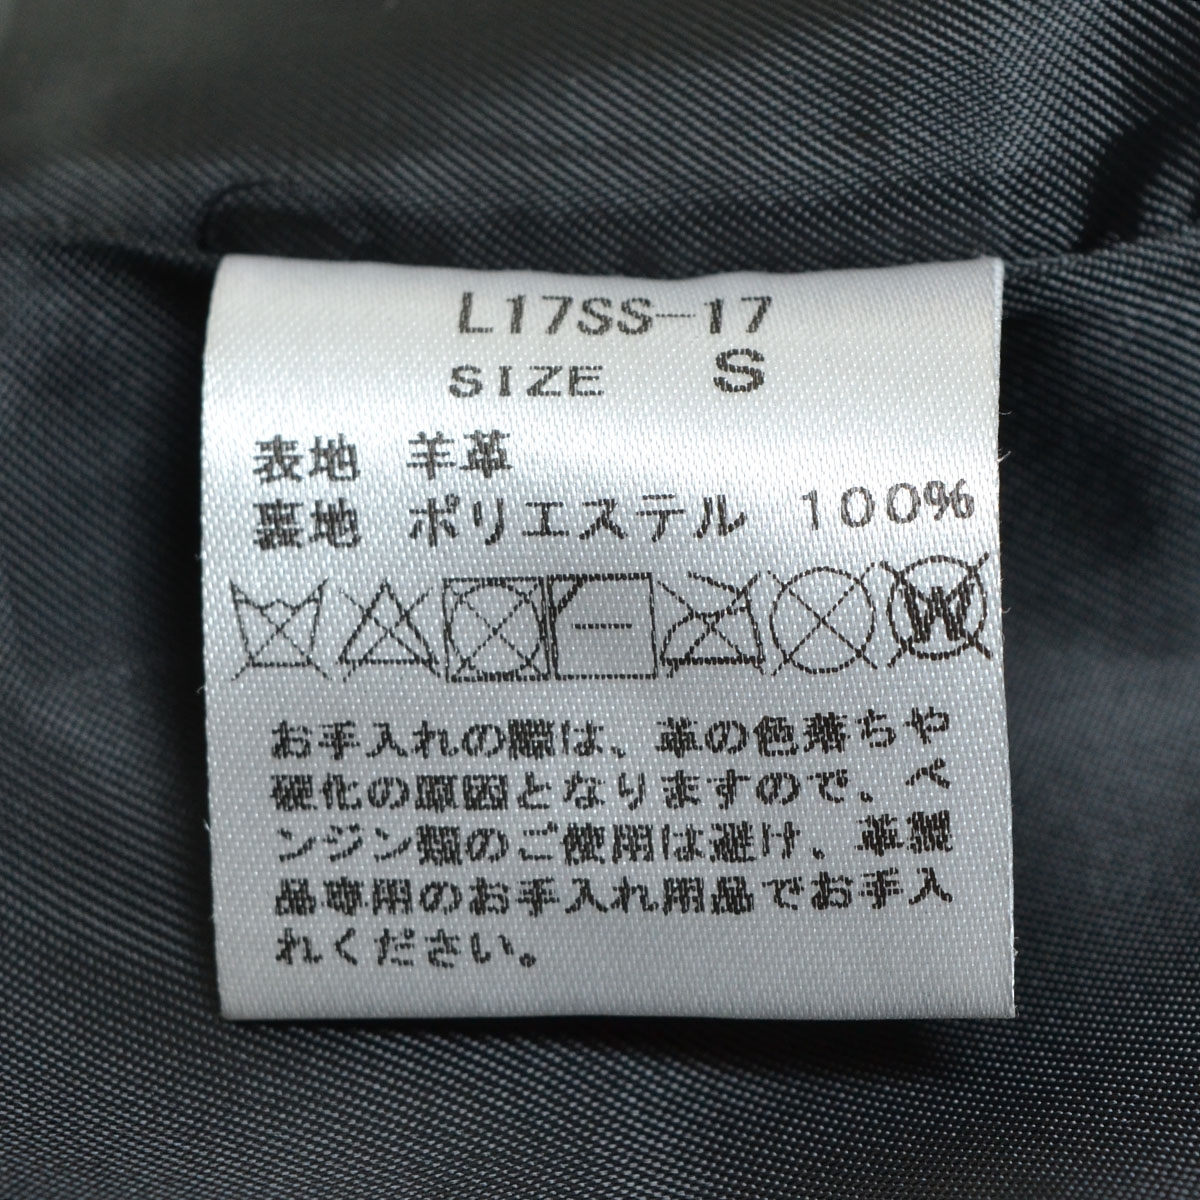 L17SS-17
SIZE S
表地 羊革
裏地 ポリエステル 100%
W
お手入れの際は、革の色落ちや
硬化の原因となりますので、ベ
ンジン類のご使用は避け、革製
品専用のお手入れ用品でお手入
れください。